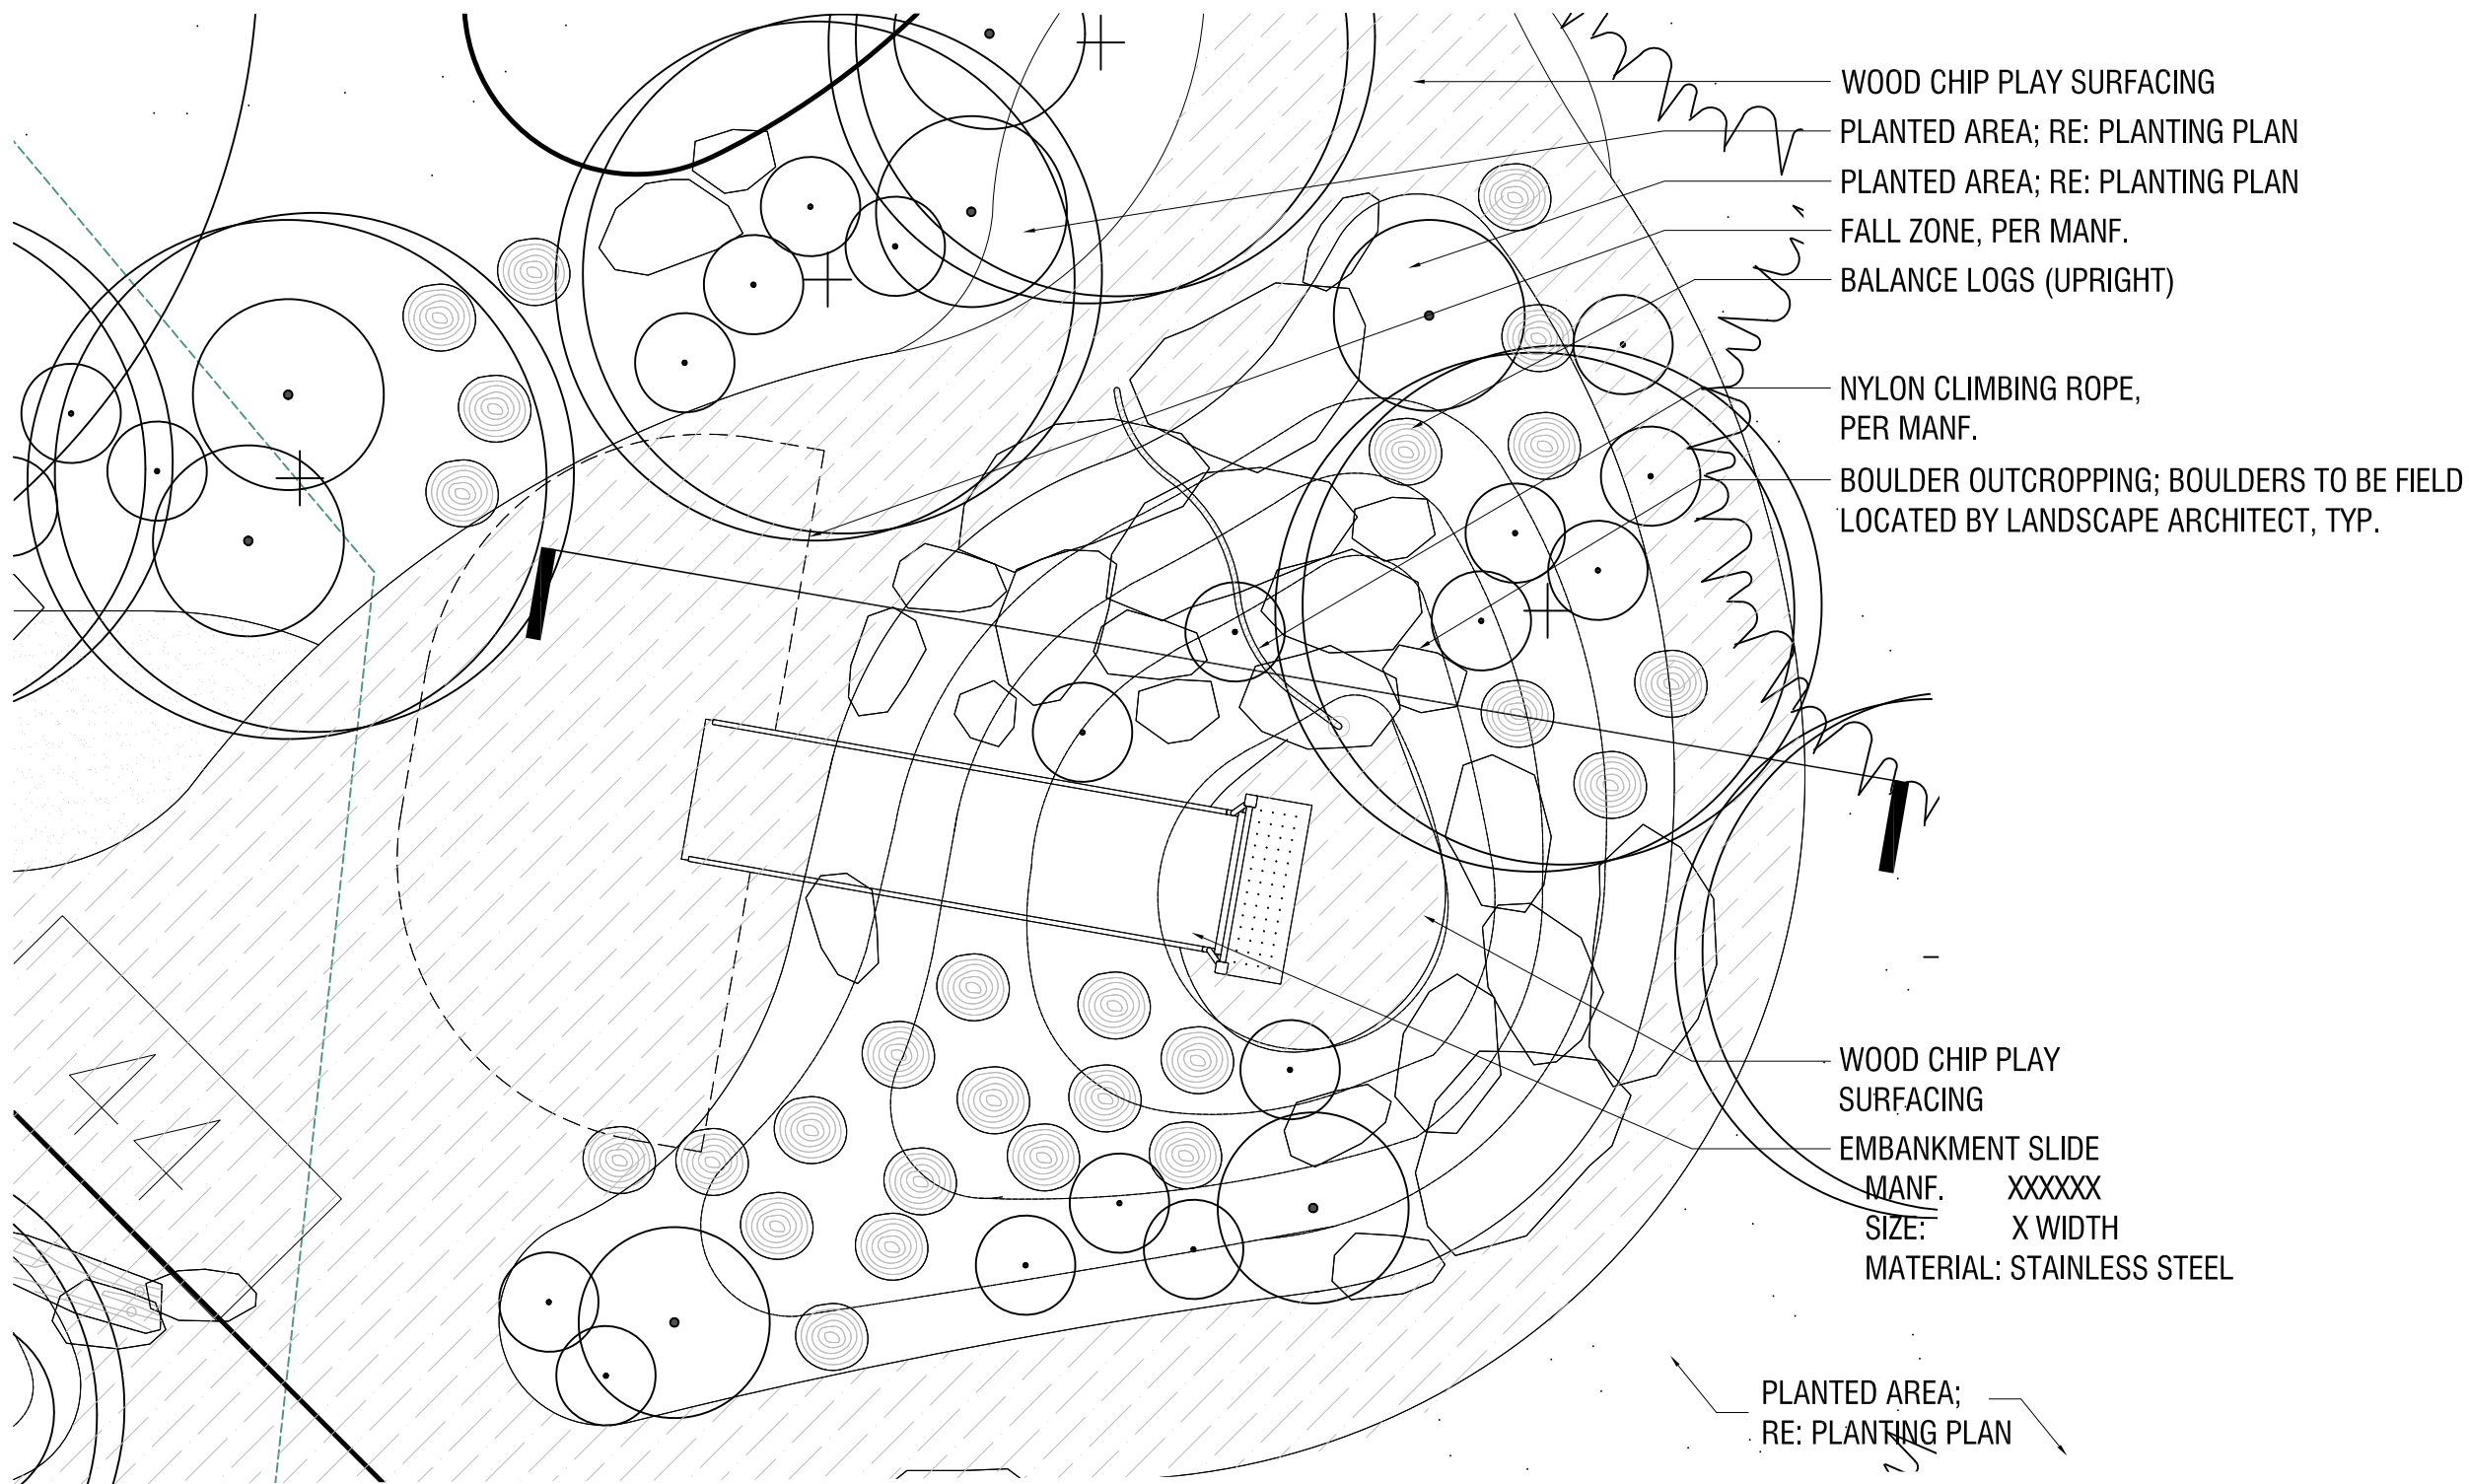 WOOD CHIP PLAY SURFACING
PLANTED AREA; RE: PLANTING PLAN
PLANTED AREA; RE: PLANTING PLAN
FALL ZONE, PER MANF.
BALANCE LOGS (UPRIGHT)
NYLON CLIMBING ROPE,
PER MANF.
BOULDER OUTCROPPING; BOULDERS TO BE FIELD
LOCATED BY LANDSCAPE ARCHITECT, TYP.
WOOD CHIP PLAY
SURFACING
EMBANKMENT SLIDE
MANF. XXXXXX
SIZE: X WIDTH
MATERIAL: STAINLESS STEEL
PLANTED AREA;
RE: PLANTING PLAN